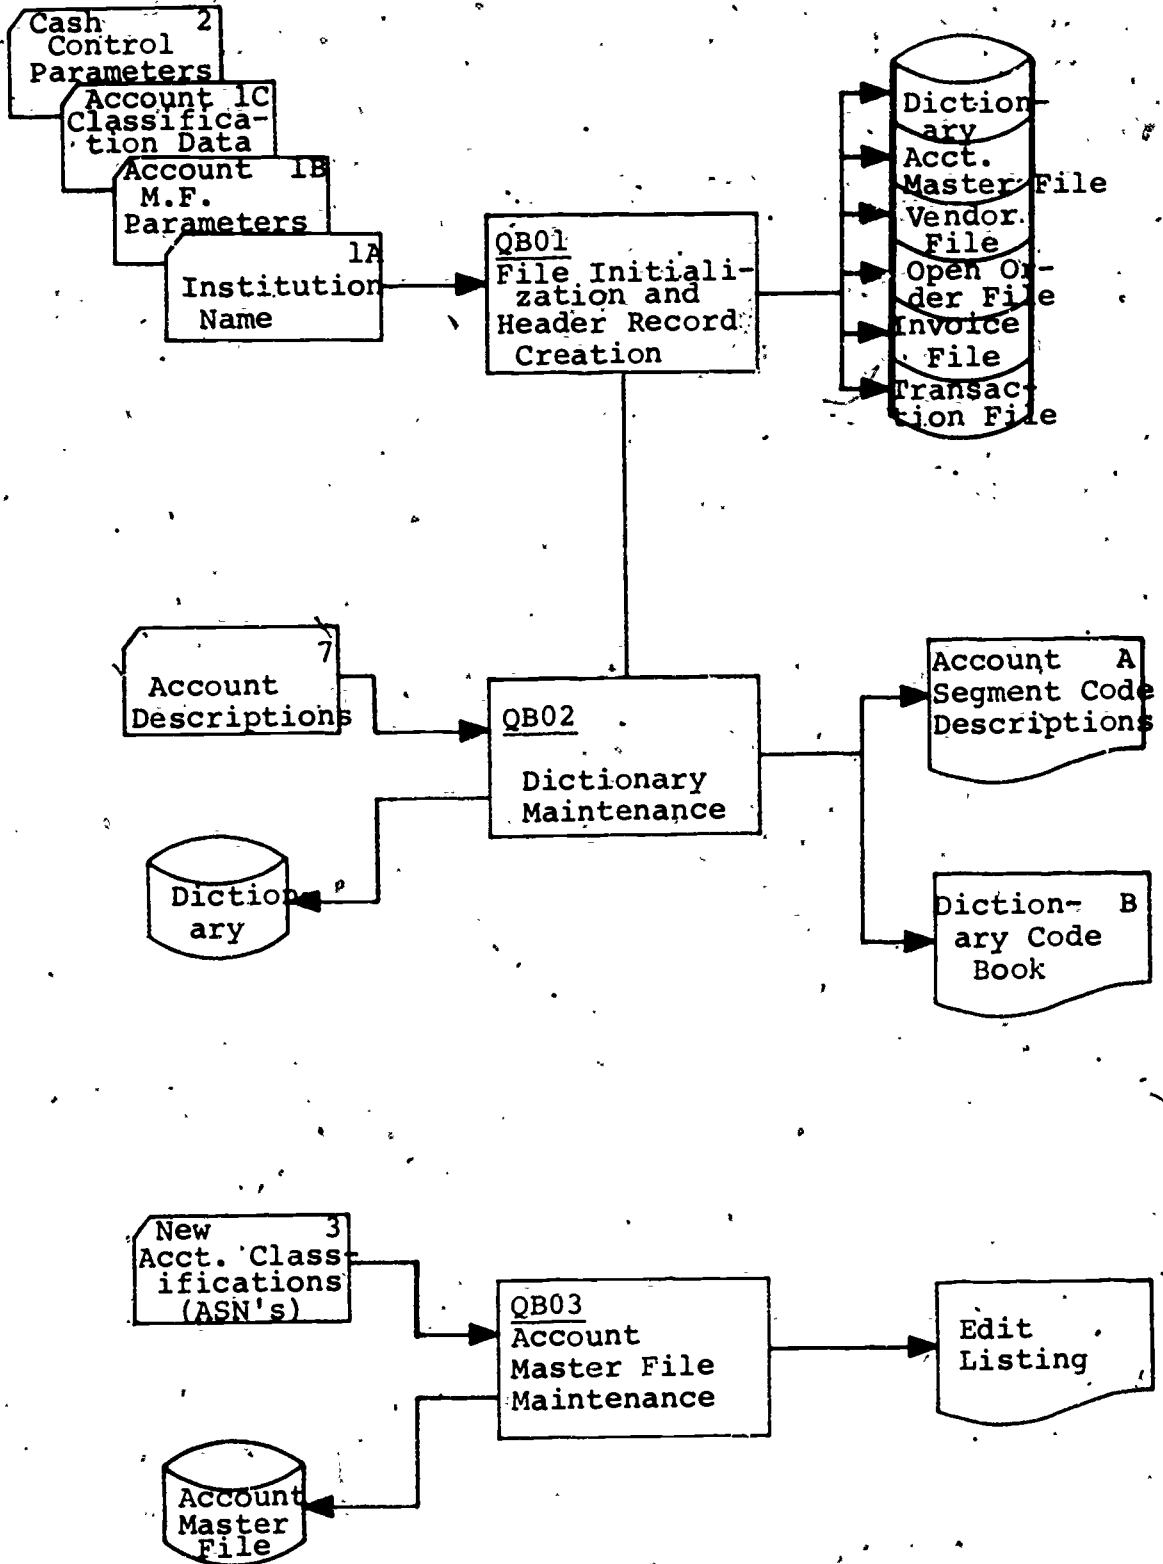 Cash 2
Control
Parameters
Account 1C
Classifica-
tion Data
Account 1B
M.F.
Parameters
1A
Institution
Name
QB01
File Initiali-
zation and
Header Record
Creation
Diction-
ary
Acct.
Master File
Vendor
File
Open Or-
der File
Invoice
File
Transac-
tion File
7
Account
Descriptions
QB02
Dictionary
Maintenance
Account A
Segment Code
Descriptions
Diction-
ary
Diction- B
ary Code
Book
New 3
Acct. Class-
ifications
(ASN's)
QB03
Account
Master File
Maintenance
Edit
Listing
Account
Master
File